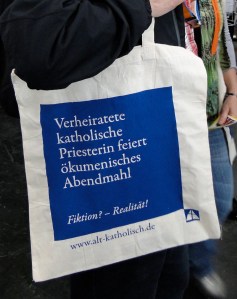 Verheiratete
katholische
Priesterin feiert
ökumenisches
Abendmahl
Fiktion? – Realität!
www.alt-katholisch.de